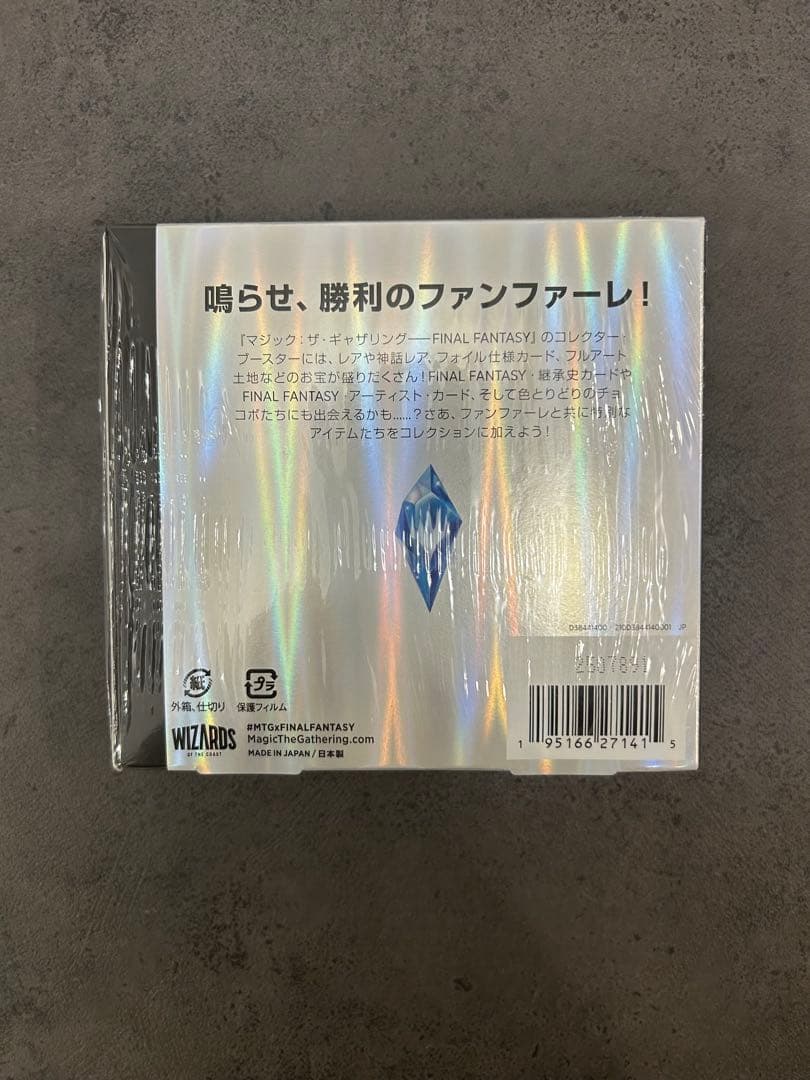 鳴らせ、勝利のファンファーレ!
『マジック:ザ・ギャザリング——FINAL FANTASY』のコレクター・
ブースターには、レアや神話レア、フォイル仕様カード、フルアート
土地などのお宝が盛りだくさん!FINAL FANTASY・継承史カードや
FINAL FANTASY・アーティスト・カード、そして色とりどりのチョ
コボたちにも出会えるかも......?さあ、ファンファーレと共に特別な
アイテムたちをコレクションに加えよう!
JP
紙
プラ
外箱、仕切り
保護フィルム
WIZARDS
OF THE COAST
#MTGxFINALFANTASY
MagicTheGathering.com
MADE IN JAPAN / 日本製
1 95166 27141 5